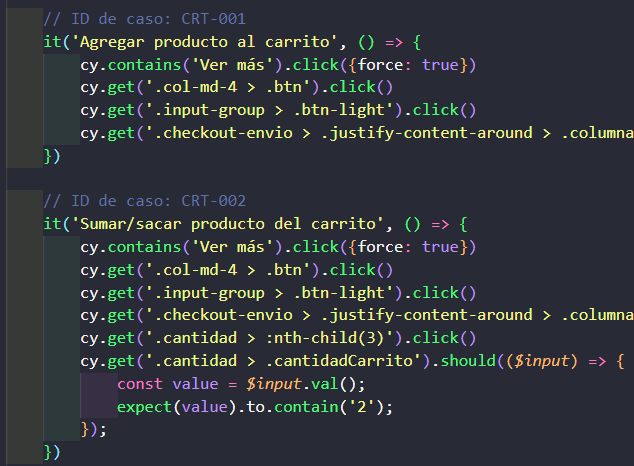 // ID de caso: CRT-001
it('Agregar producto al carrito', () => {
cy.contains('Ver más').click({force: true})
cy.get('.col-md-4 > .btn').click()
cy.get('.input-group > .btn-light').click()
cy.get('.checkout-envio > .justify-content-around > .columna
})
// ID de caso: CRT-002
it('Sumar/sacar producto del carrito', () => {
cy.contains('Ver más').click({force: true})
cy.get('.col-md-4 > .btn').click()
cy.get('.input-group > .btn-light').click()
cy.get('.checkout-envio > .justify-content-around > .columna
cy.get('.cantidad > :nth-child(3)').click()
cy.get('.cantidad > .cantidadCarrito').should(($input) => {
const value = $input.val();
expect(value).to.contain('2');
});
})